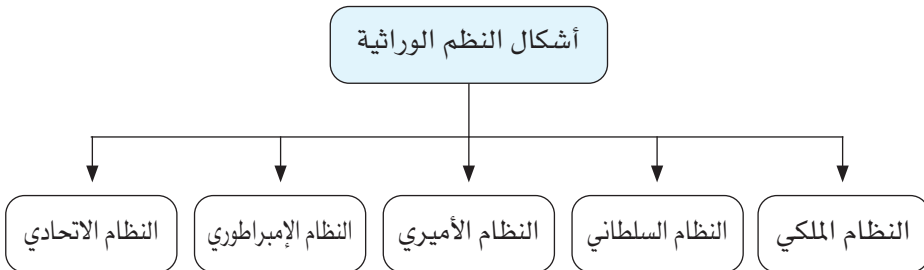 أشكال النظم الوراثية
النظام الملكي
النظام السلطاني
النظام الأميري
النظام الإمبراطوري
النظام الاتحادي